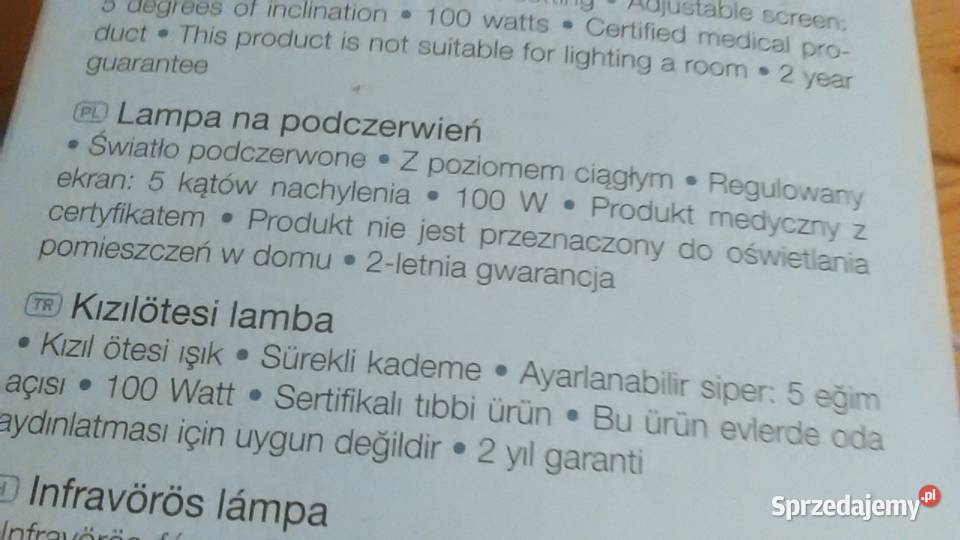 5 degrees of inclination • 100 watts • Certified medical pro-
duct • This product is not suitable for lighting a room • 2 year
guarantee
PL Lampa na podczerwień
• Światło podczerwone • Z poziomem ciągłym • Regulowany
ekran: 5 kątów nachylenia • 100 W • Produkt medyczny z
certyfikatem • Produkt nie jest przeznaczony do oświetlania
pomieszczeń w domu • 2-letnia gwarancja
TR Kızılötesi lamba
• Kızıl ötesi ışık • Sürekli kademe • Ayarlanabilir siper: 5 eğim
açısı • 100 Watt • Sertifikalı tıbbi ürün • Bu ürün evlerde oda
aydınlatması için uygun değildir • 2 yıl garanti
Infravörös lámpa
Sprzedajemy.pl